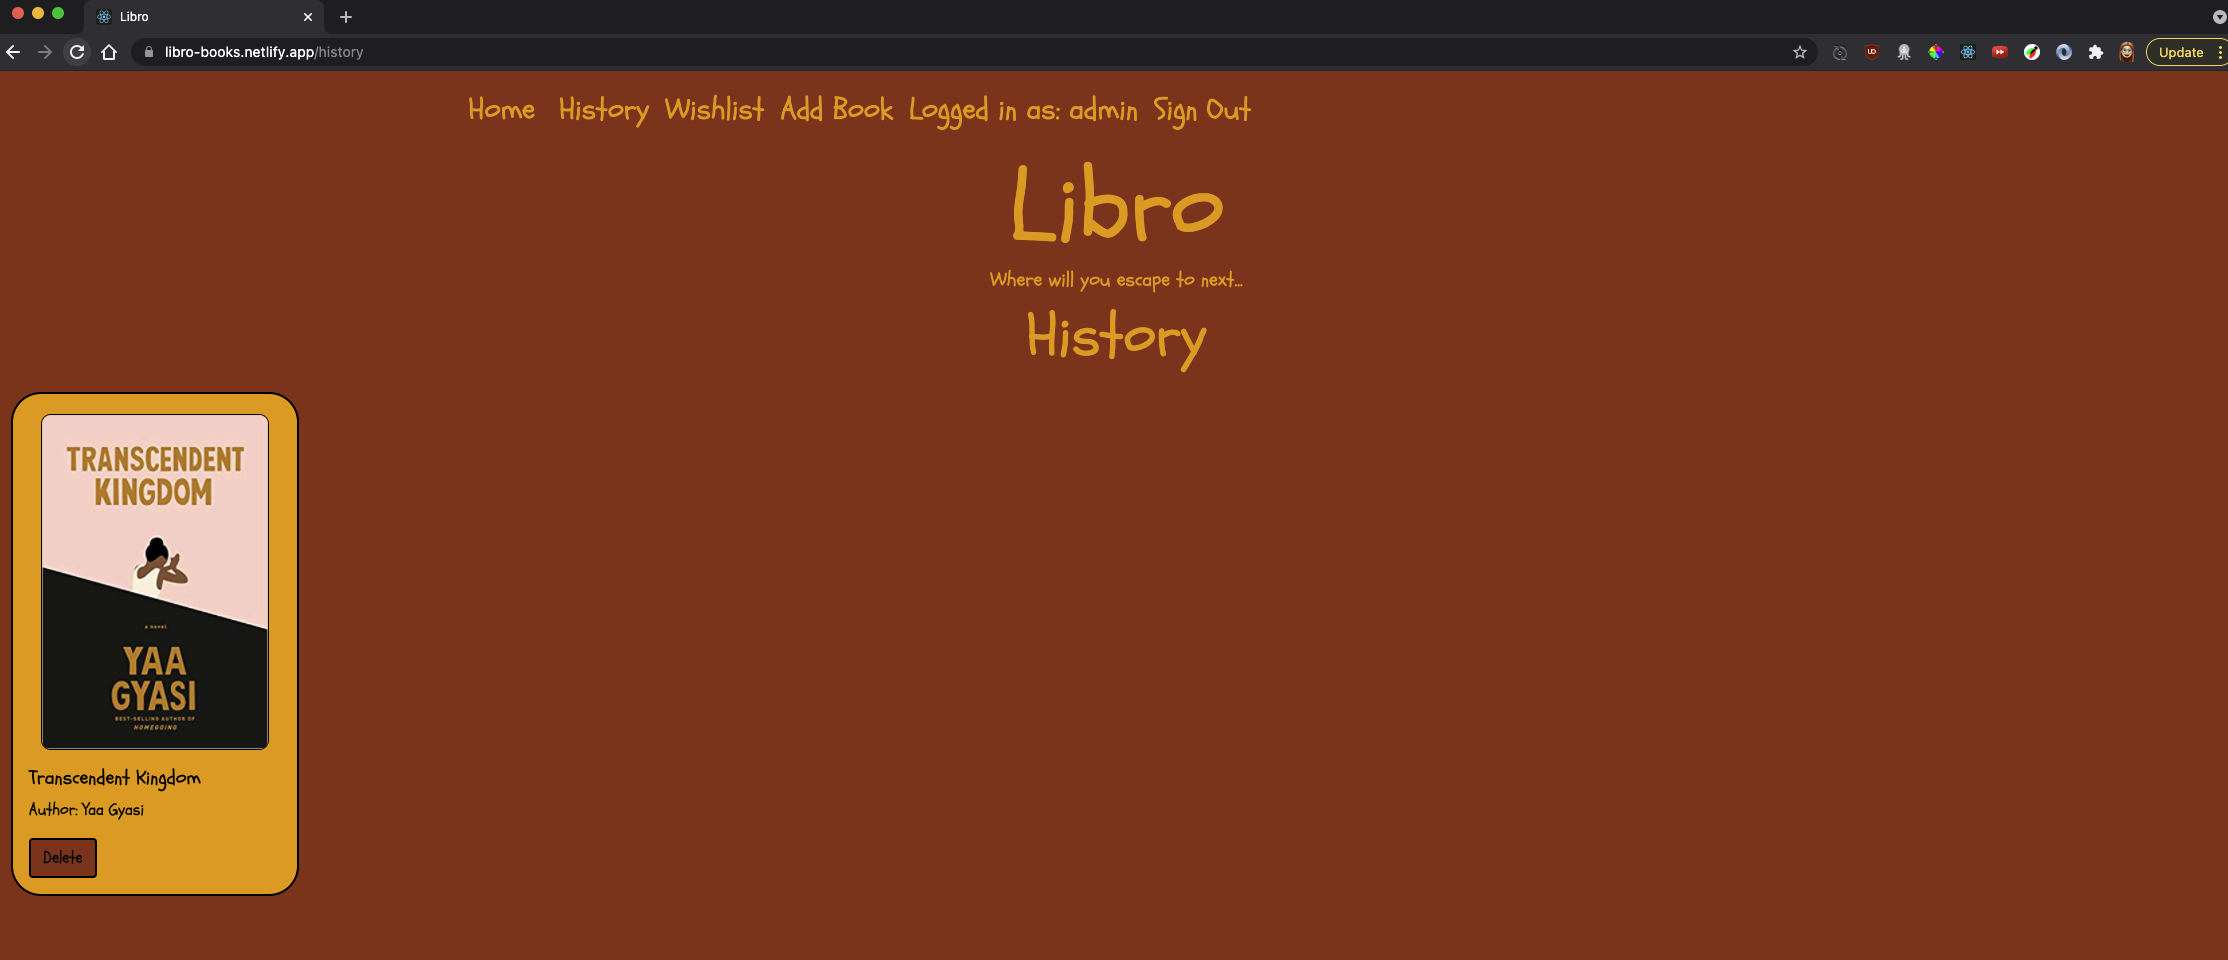 Libro
libro-books.netlify.app/history
Update
Home History Wishlist Add Book Logged in as: admin Sign Out
Libro
Where will you escape to next...
History
TRANSCENDENT
KINGDOM
a novel
YAA
GYASI
BEST-SELLING AUTHOR OF
HOMEGOING
Transcendent Kingdom
Author: Yaa Gyasi
Delete